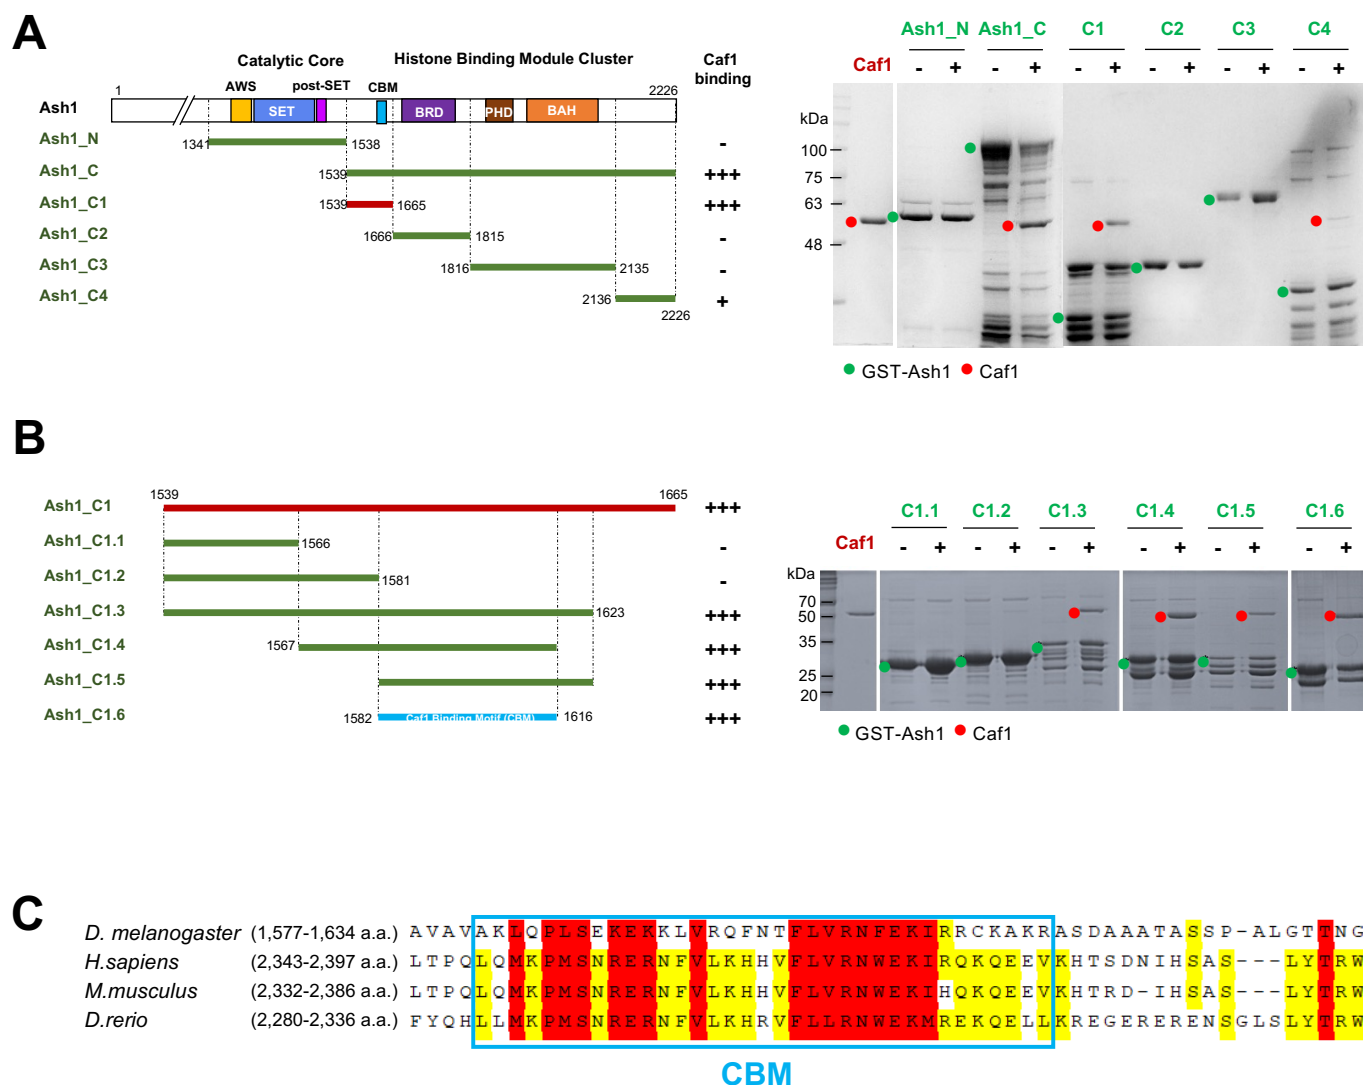 A
Catalytic Core
Histone Binding Module Cluster
Caf1 binding
1
AWS
post-SET
CBM
2226
Ash1
SET
BRD
PHD
BAH
Ash1_N
1341
1538
-
Ash1_C
1539
+++
Ash1_C1
1539
1665
+++
Ash1_C2
1666
1815
-
Ash1_C3
1816
2135
-
Ash1_C4
2136
2226
+
Ash1_N Ash1_C C1 C2 C3 C4
Caf1 - + - + - + - + - + - +
kDa
100
75
63
48
GST-Ash1 Caf1
B
1539
1665
Ash1_C1
+++
Ash1_C1.1
1566
-
Ash1_C1.2
1581
-
Ash1_C1.3
1623
+++
Ash1_C1.4
1567
+++
Ash1_C1.5
+++
Ash1_C1.6
1582
Caf1 Binding Motif (CBM)
1616
+++
C1.1 C1.2 C1.3 C1.4 C1.5 C1.6
Caf1 - + - + - + - + - + - +
kDa
70
50
35
25
20
GST-Ash1 Caf1
C
D. melanogaster (1,577-1,634 a.a.) AVAVAKLQPLSEKEKKLVRQFNTFLVRNFEKIRRCKAKRASDAAATASSP-ALGTTNG
H.sapiens (2,343-2,397 a.a.) LTPQLQMKPMSNRERNFVLKHHVFLVRNWEKIRQKQEEVKHTSDNIHSAS---LYTRW
M.musculus (2,332-2,386 a.a.) LTPQLQMKPMSNRERNFVLKHHVFLVRNWEKIHQKQEEVKHTRD-IHSAS---LYTRW
D.rerio (2,280-2,336 a.a.) FYQHLLMKPMSNRERNFVLKHRVFLLRNWEKMREKQELLKREGERERENSGLSLYTRW
CBM